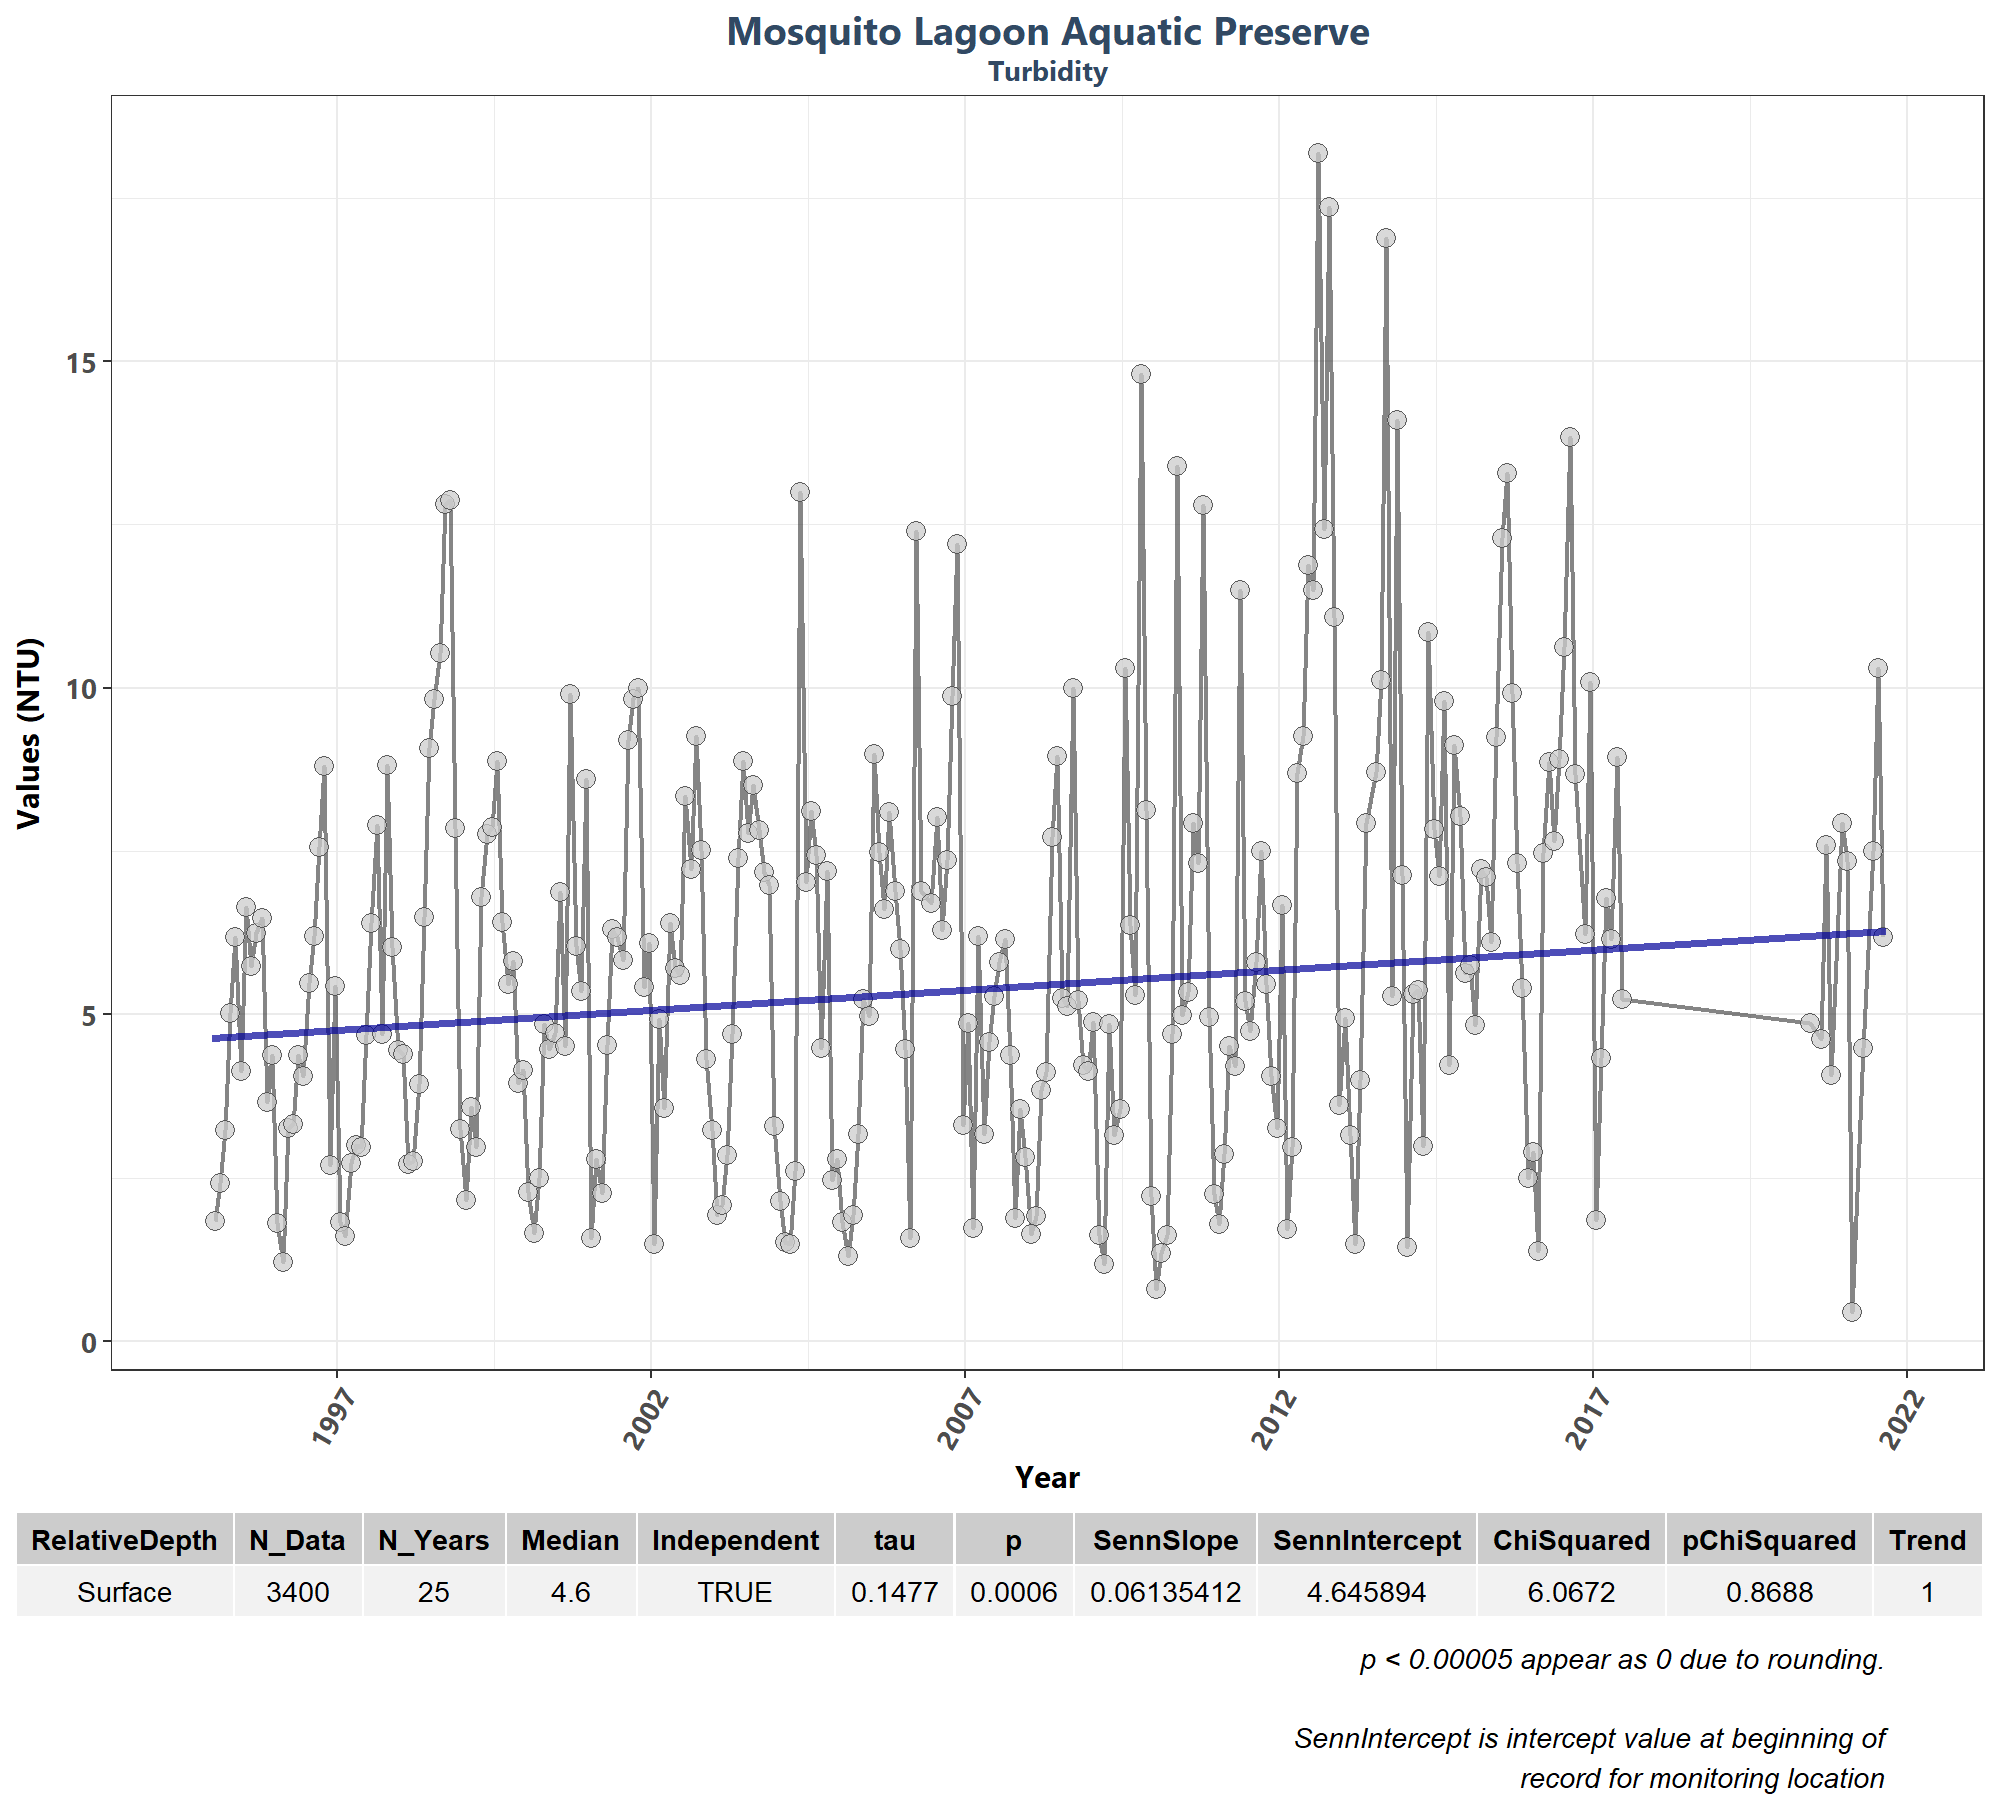 Mosquito Lagoon Aquatic Preserve
Turbidity
Values (NTU)
15
10
5
0
1997
2002
2007
2012
2017
2022
Year
RelativeDepth N_Data N_Years Median Independent tau p SennSlope SennIntercept ChiSquared pChiSquared Trend
Surface 3400 25 4.6 TRUE 0.1477 0.0006 0.06135412 4.645894 6.0672 0.8688 1
p < 0.00005 appear as 0 due to rounding.
SennIntercept is intercept value at beginning of
record for monitoring location